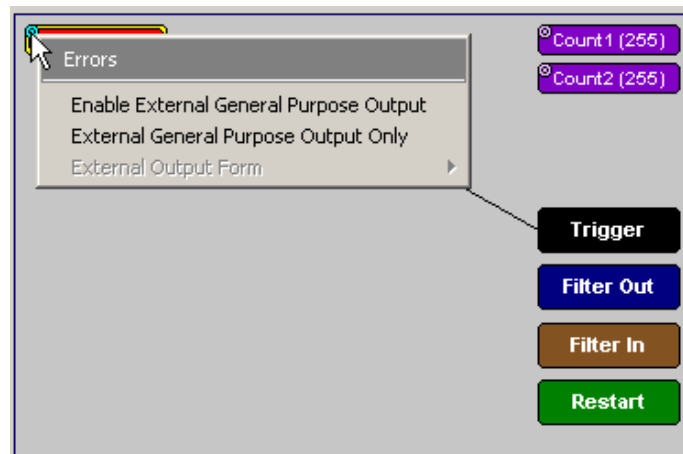 Errors
Enable External General Purpose Output
External General Purpose Output Only
External Output Form
Count1 (255)
Count2 (255)
Trigger
Filter Out
Filter In
Restart